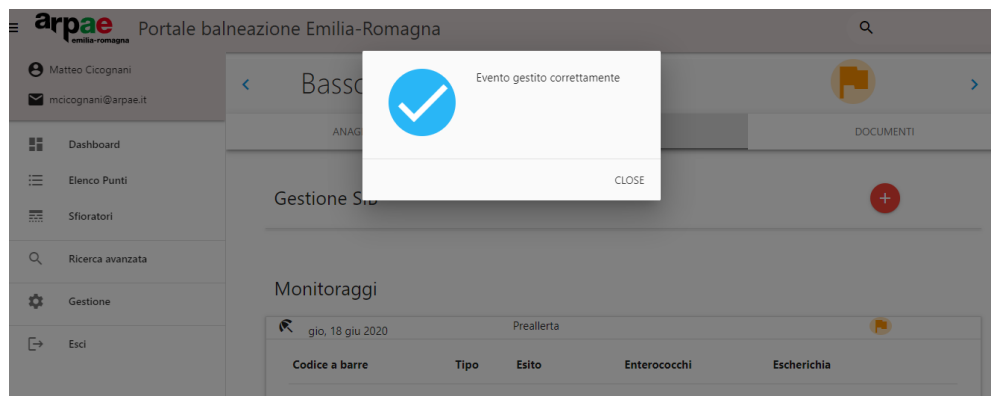 arpae
emilia-romagna
Portale balneazione Emilia-Romagna
Matteo Cicognani
mcicognani@arpae.it
Dashboard
Elenco Punti
Sfioratori
Ricerca avanzata
Gestione
Esci
Evento gestito correttamente
CLOSE
DOCUMENTI
Gestione
Monitoraggi
gio, 18 giu 2020 Preallerta
Codice a barre Tipo Esito Enterococchi Escherichia